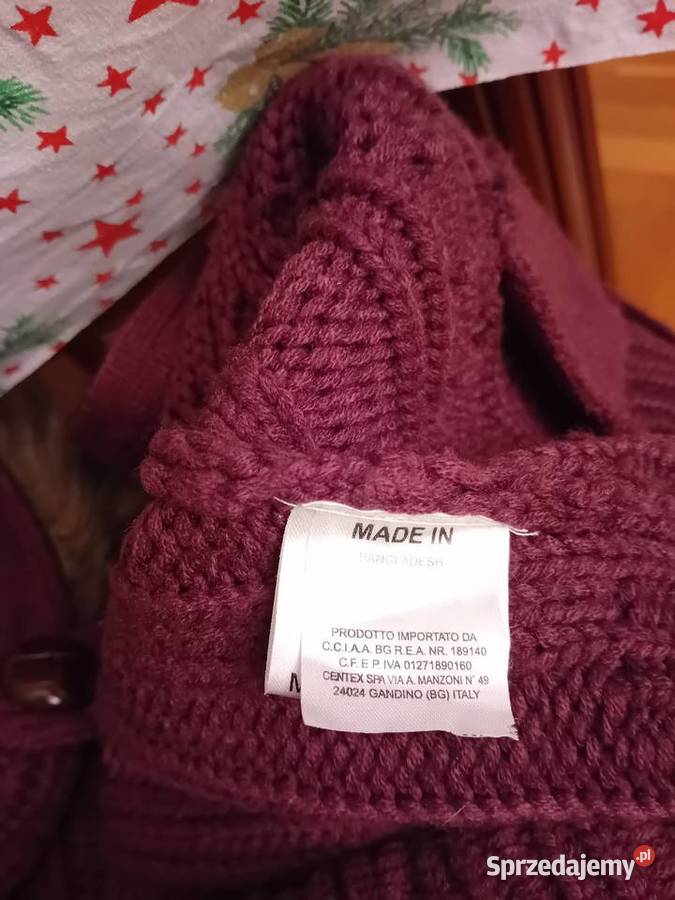 MADE IN
BANGLADESH
PRODOTTO IMPORTATO DA
C.C.I.A.A. BG R.E.A. NR. 189140
C.F. E P. IVA 01271890160
CENTEX SPA VIA A. MANZONI N° 49
24024 GANDINO (BG) ITALY
Sprzedajemy.pl